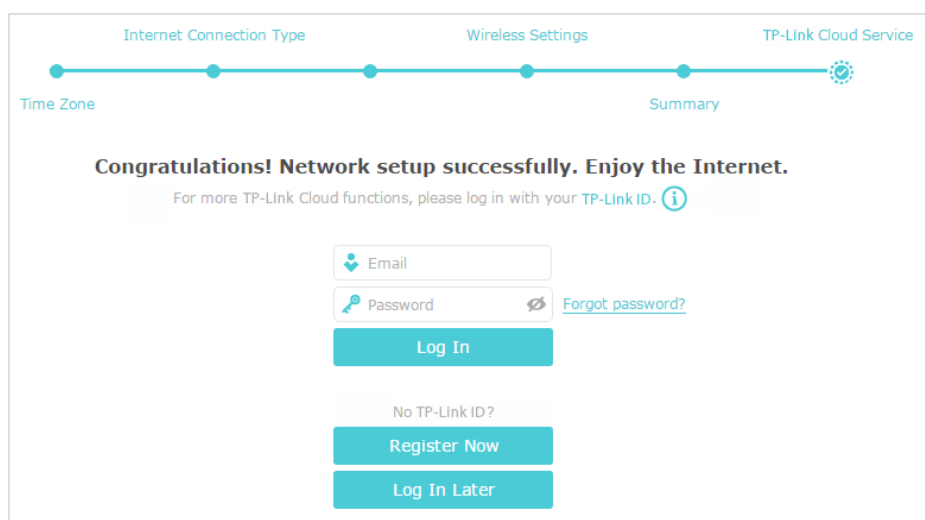 Internet Connection Type Wireless Settings TP-Link Cloud Service
Time Zone Summary
Congratulations! Network setup successfully. Enjoy the Internet.
For more TP-Link Cloud functions, please log in with your TP-Link ID. i
Email
Password Forgot password?
Log In
No TP-Link ID?
Register Now
Log In Later